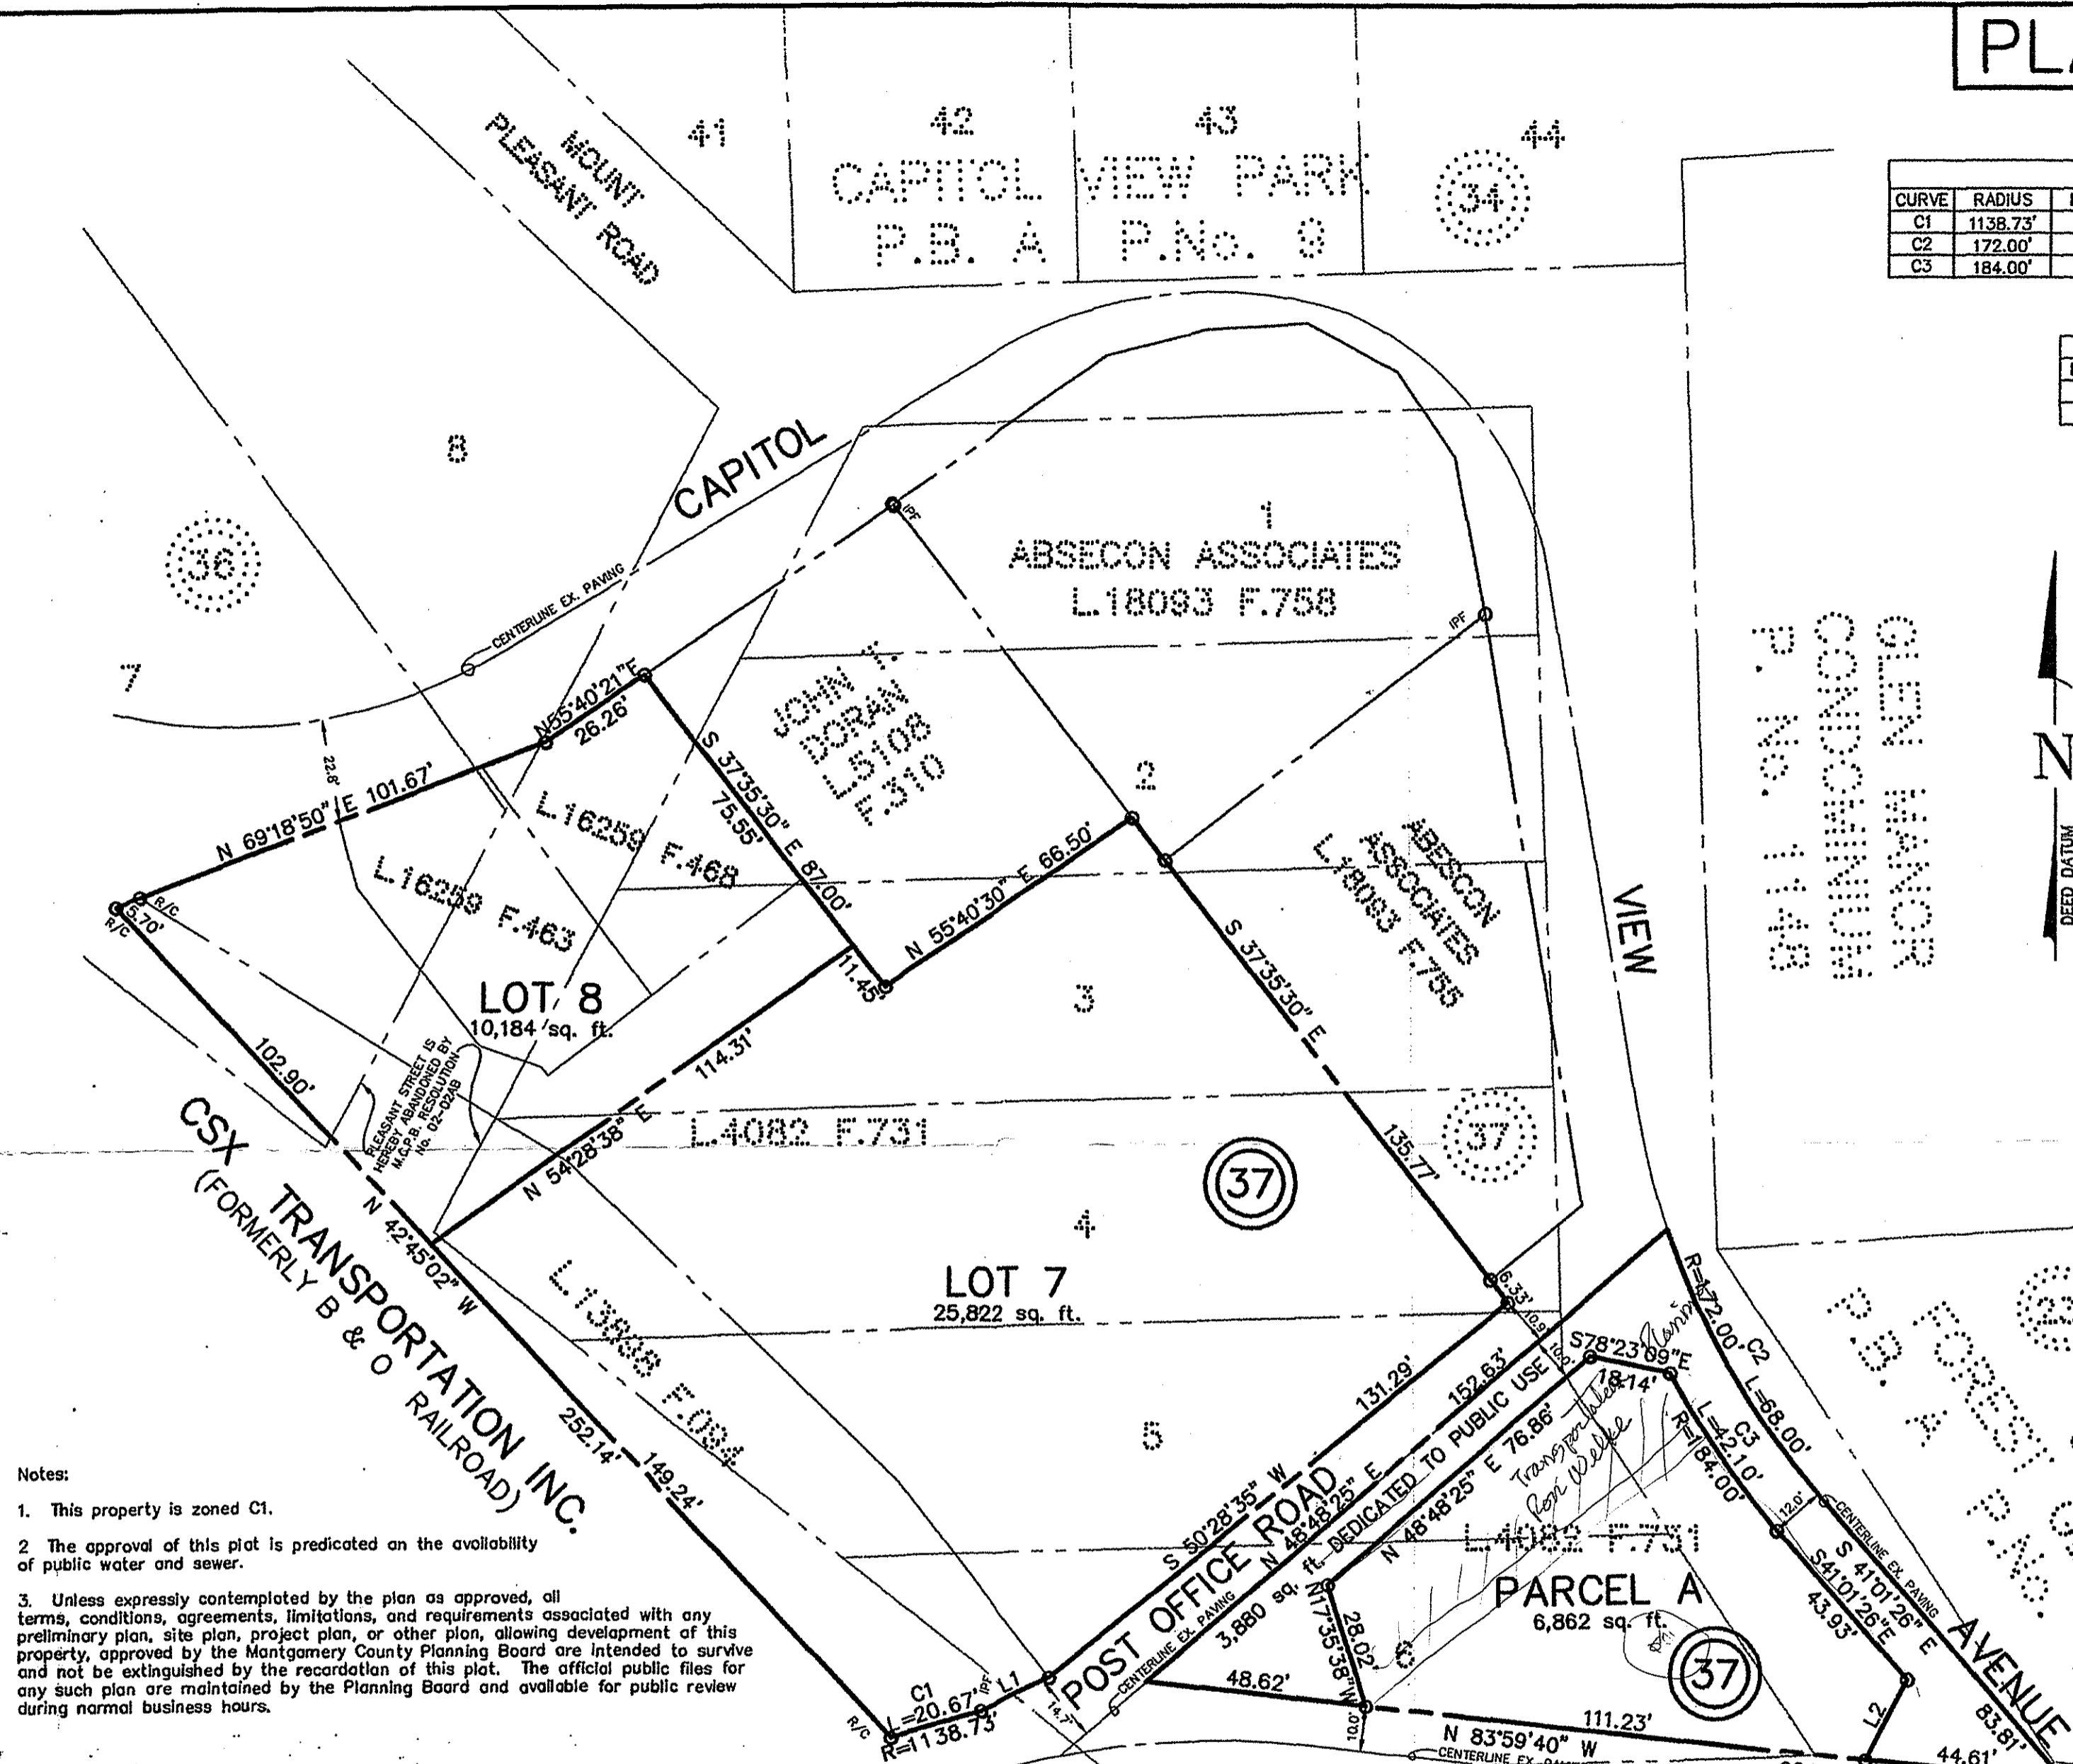 PL
41
42
43
44
MOUNT
PLEASANT ROAD
CAPITOL VIEW PARK
P.B. A P.No. 9
34
CURVE RADIUS
C1 1138.73'
C2 172.00'
C3 184.00'
8
36
7
CAPITOL
CENTERLINE EX. PAVING
IPF
1
ABSECON ASSOCIATES
L.18093 F.758
IPF
GLEN MANOR
CONDOMINIUM
P. No. 1146
N
DEED DATUM
N55°40'21"E
26.26'
22.8'
N 69°18'50" E 101.67'
S 37°35'30" E 87.00'
75.55'
JOHN T.
DORAN
L.5108
F.310
2
L.16259 F.468
L.16259 F.463
N 55°40'30" E 66.50'
ABESCON
ASSOCIATES
L.18093 F.755
VIEW
R/C
5.70'
R/C
11.45'
LOT 8
10,184 sq. ft.
3
S 37°35'30" E
135.77'
102.90'
PLEASANT STREET IS
HEREBY ABANDONED BY
M.C.P.B. RESOLUTION
No. 02-02AB
N 54°28'38" E
114.31'
L.4082 F.731
37
37
CSX TRANSPORTATION INC.
(FORMERLY B & O RAILROAD)
N 42°45'02" W
252.14'
149.24'
4
LOT 7
25,822 sq. ft.
L.13888 F.094
6.33'
10.9'
10.0'
R=172.00'
C2
L=68.00'
S78°23'09"E
18.14'
FOREST
P.B. A P.No.
131.29'
152.63'
5
S 50°28'35" W
POST OFFICE ROAD
N 48°48'25" E
3,880 sq. ft. DEDICATED TO PUBLIC USE
CENTERLINE EX. PAVING
N 48°48'25" E 76.86'
Transportation
Ron Welke
C3
L=42.10'
R=184.00'
12.0'
CENTERLINE EX. PAVING
S 41°01'26" E
S41°01'26"E
43.93'
L.4082 F.731
PARCEL A
6,862 sq. ft.
37
6
N17°35'38"W
28.02'
48.62'
10.0'
111.23'
N 83°59'40" W
CENTERLINE EX.
L2
AVENUE
83.81'
44.61'
C1
L=20.67'
R=1138.73'
R/C
IPF
L1
14.7'
Notes:
1. This property is zoned C1.
2 The approval of this plat is predicated on the availability
of public water and sewer.
3. Unless expressly contemplated by the plan as approved, all
terms, conditions, agreements, limitations, and requirements associated with any
preliminary plan, site plan, project plan, or other plan, allowing development of this
property, approved by the Montgomery County Planning Board are intended to survive
and not be extinguished by the recordation of this plat. The official public files for
any such plan are maintained by the Planning Board and available for public review
during normal business hours.